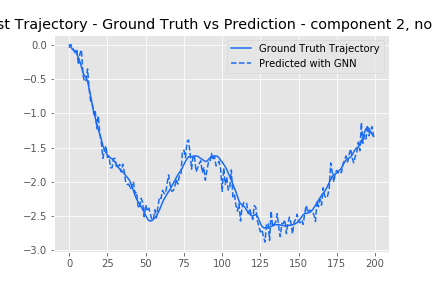 st Trajectory - Ground Truth vs Prediction - component 2, no
Ground Truth Trajectory
Predicted with GNN
0.0
−0.5
−1.0
−1.5
−2.0
−2.5
−3.0
0 25 50 75 100 125 150 175 200